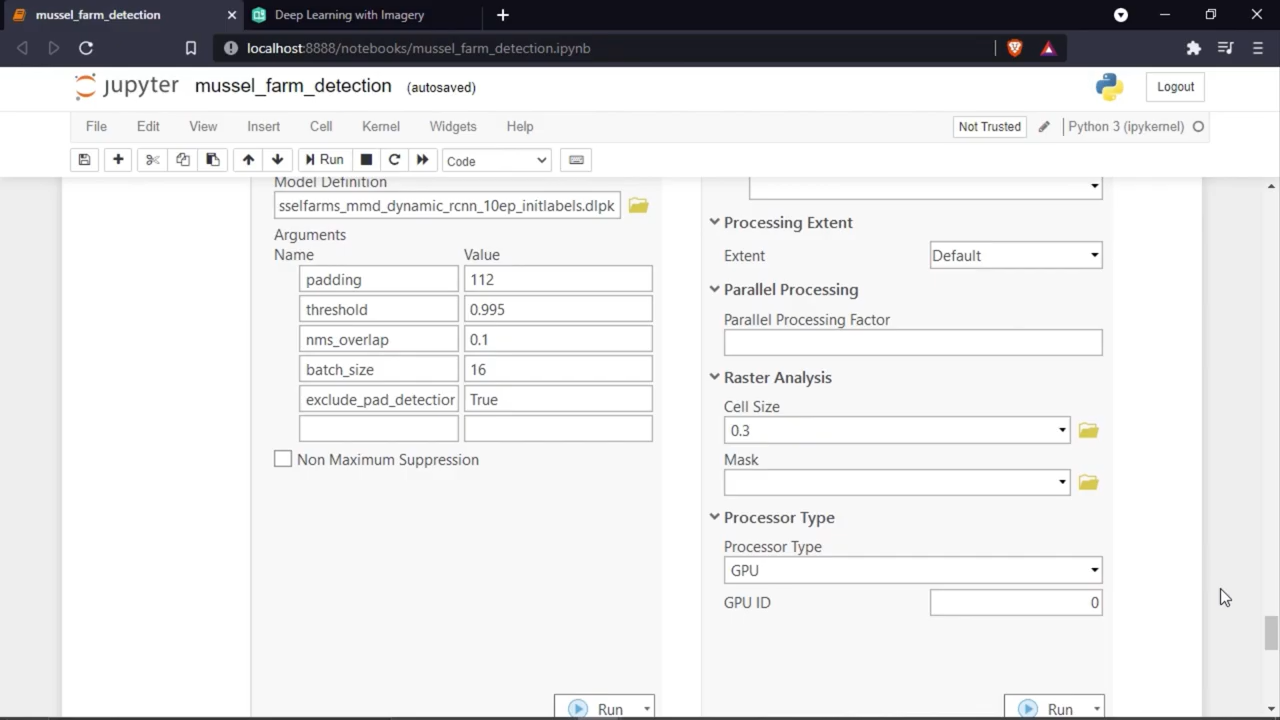 mussel_farm_detection
Deep Learning with Imagery
localhost:8888/notebooks/mussel_farm_detection.ipynb
jupyter mussel_farm_detection (autosaved)
Logout
File Edit View Insert Cell Kernel Widgets Help
Not Trusted
Python 3 (ipykernel)
Run
Code
Model Definition
sselfarms_mmd_dynamic_rcnn_10ep_initlabels.dlpk
Arguments
Name Value
padding 112
threshold 0.995
nms_overlap 0.1
batch_size 16
exclude_pad_detection True
Non Maximum Suppression
Run
Processing Extent
Extent Default
Parallel Processing
Parallel Processing Factor
Raster Analysis
Cell Size
0.3
Mask
Processor Type
Processor Type
GPU
GPU ID 0
Run